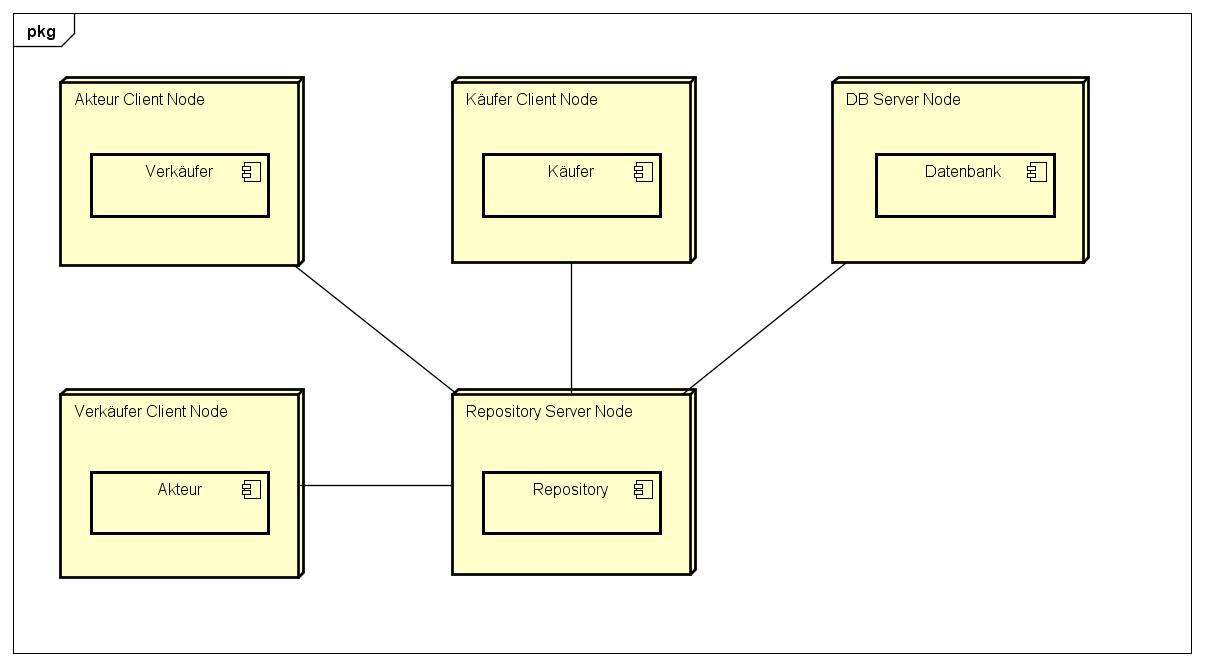 pkg
Akteur Client Node
Verkäufer
Käufer Client Node
Käufer
DB Server Node
Datenbank
Verkäufer Client Node
Akteur
Repository Server Node
Repository